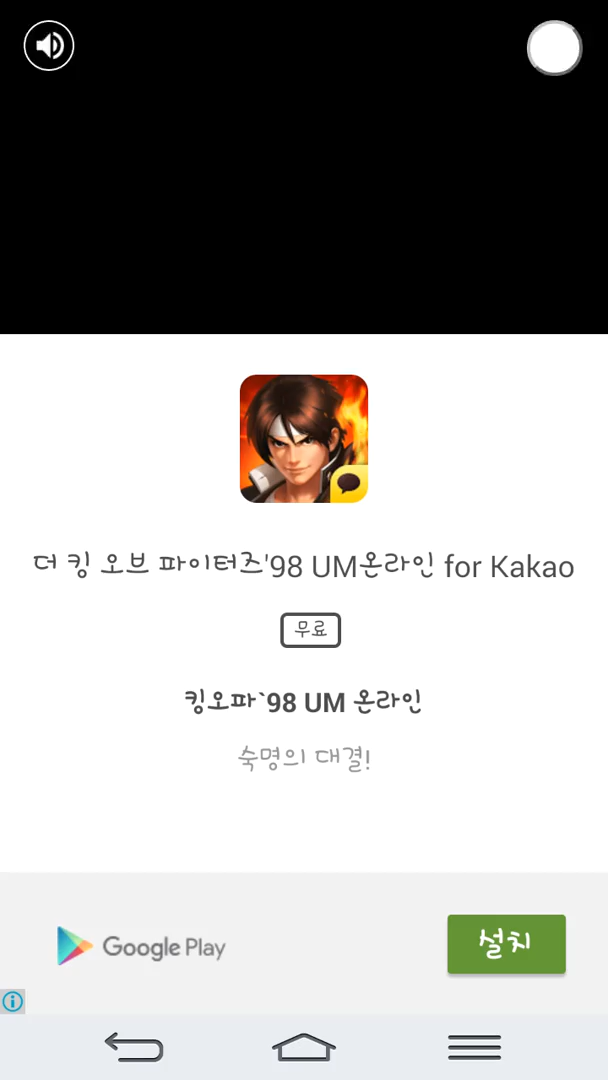 더 킹 오브 파이터즈'98 UM온라인 for Kakao
무료
킹오파`98 UM 온라인
숙명의 대결!
Google Play
설치